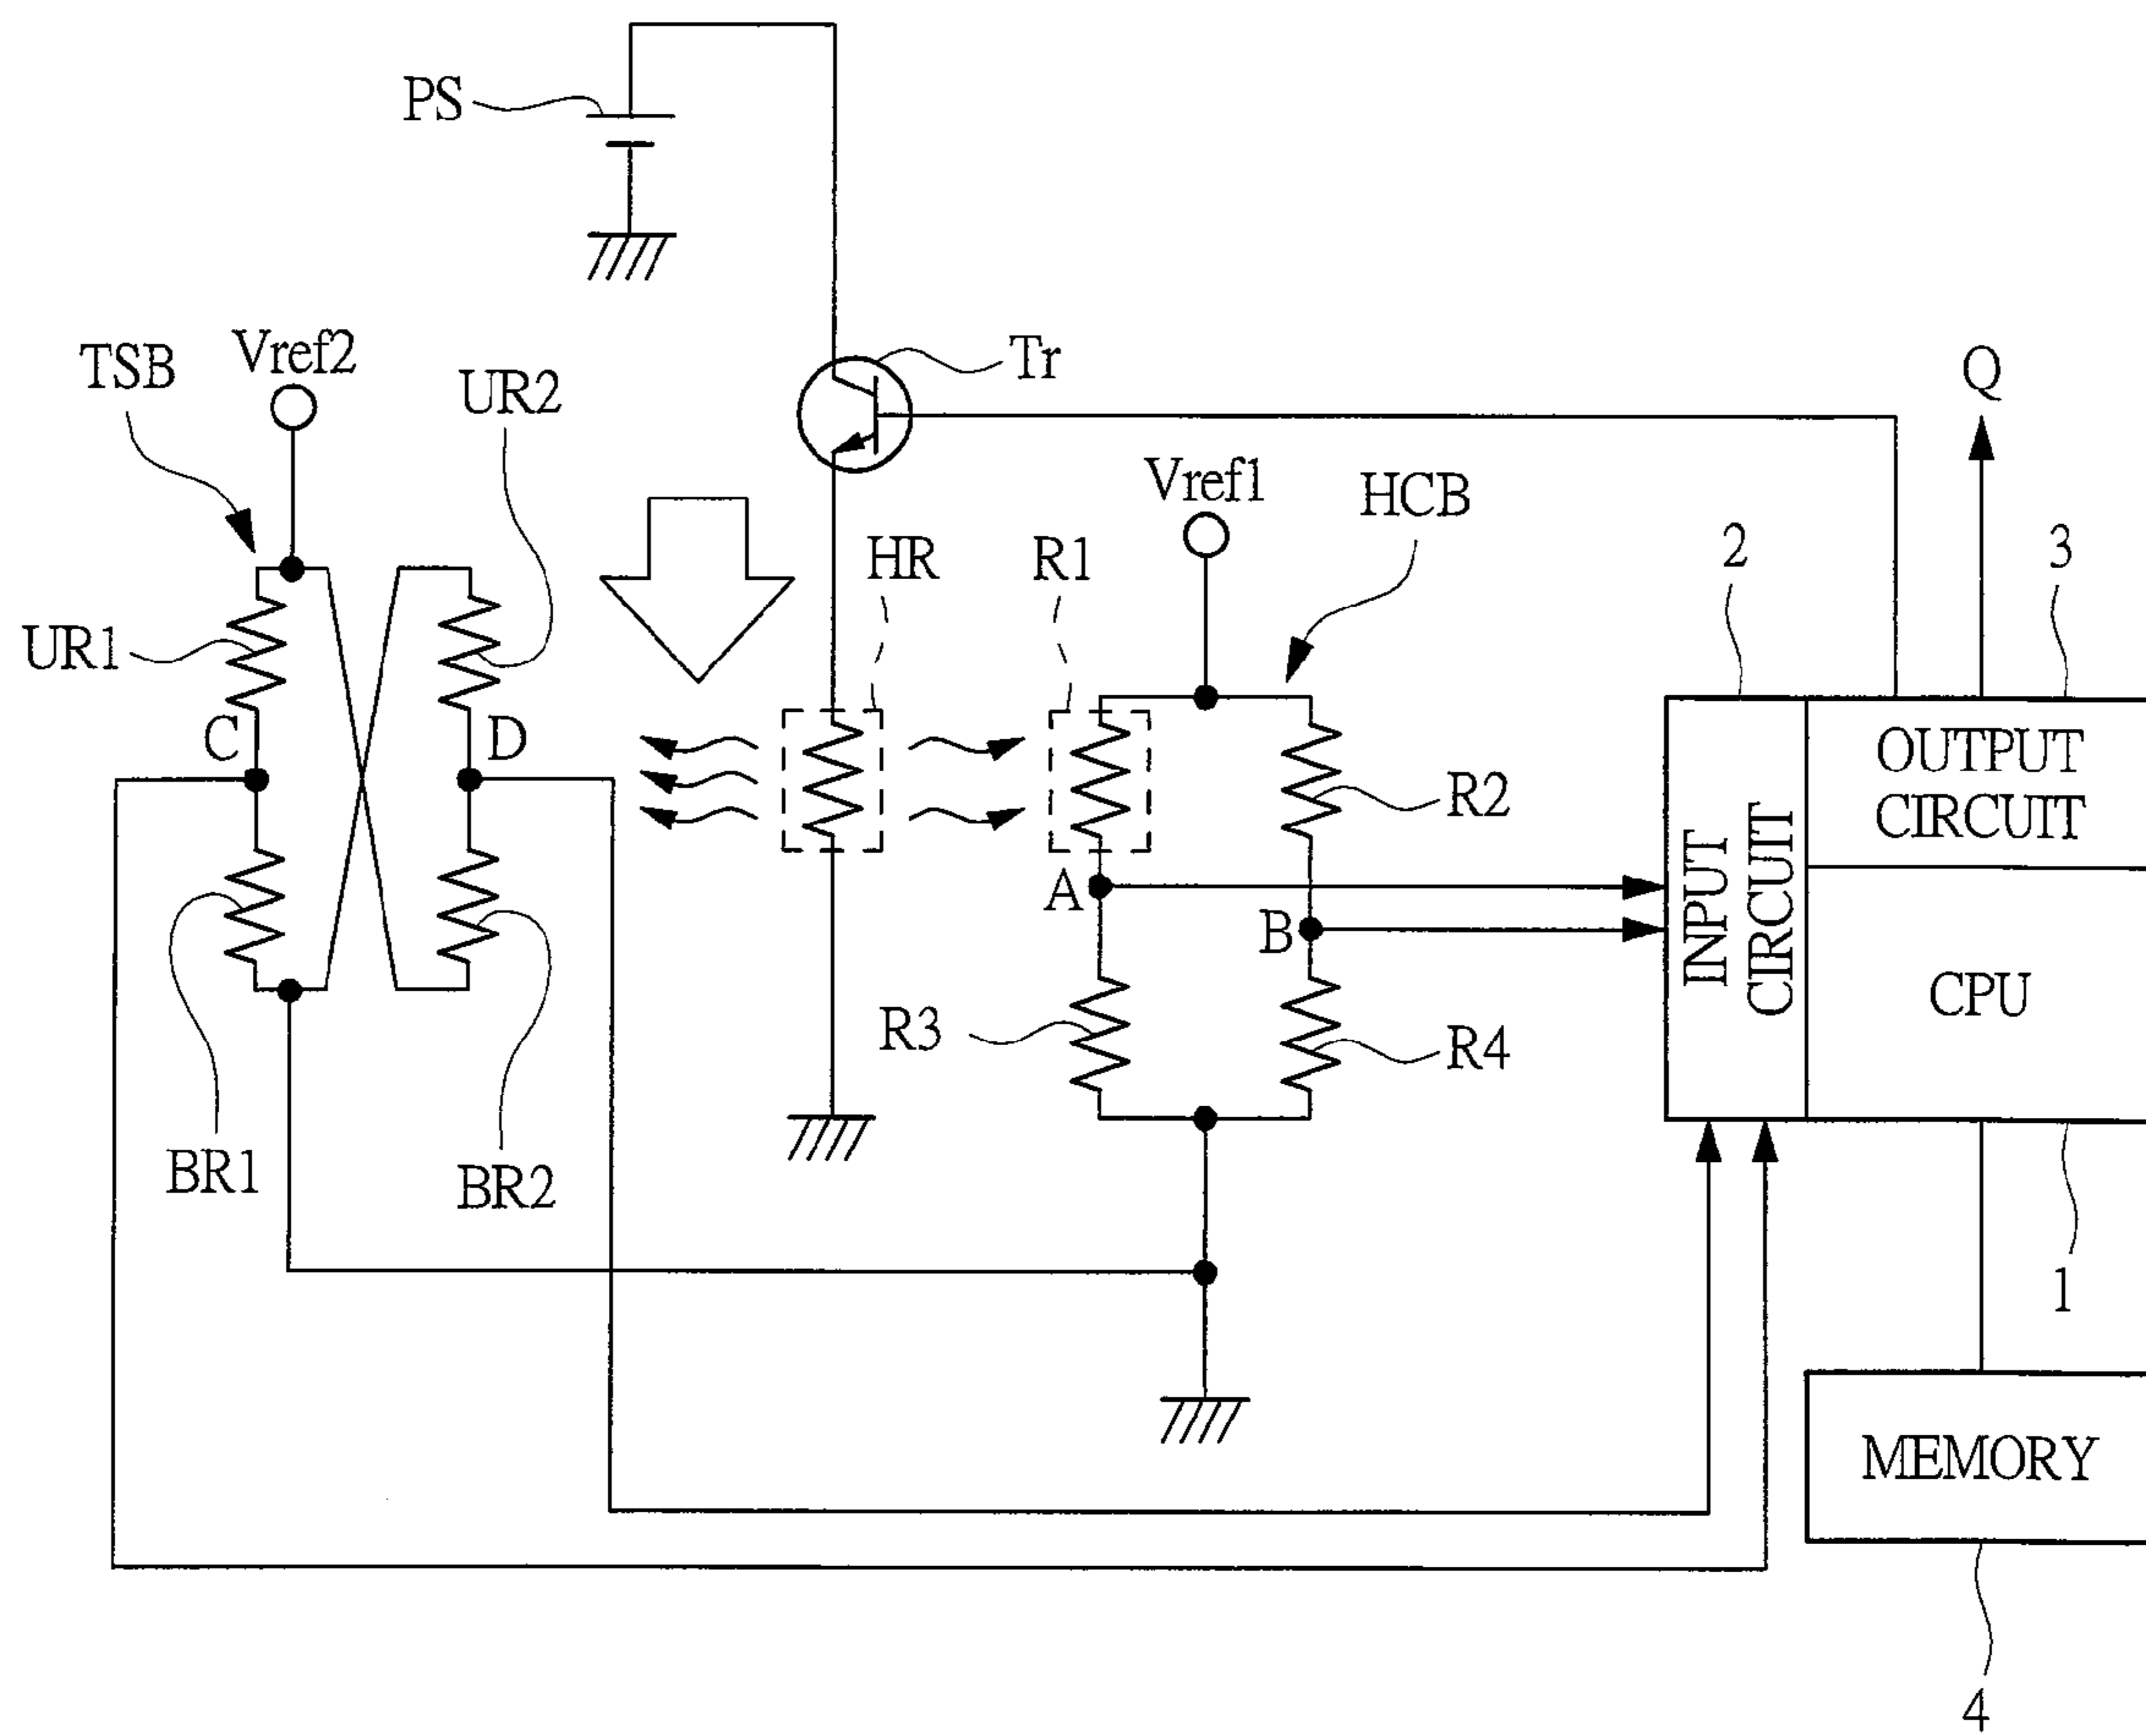 PS
Tr
TSB
Vref2
UR2
Q
Vref1
HCB
HR
R1
2
3
UR1
C
D
R2
OUTPUT
CIRCUIT
INPUT
CIRCUIT
A
B
CPU
R3
R4
BR1
BR2
1
MEMORY
4